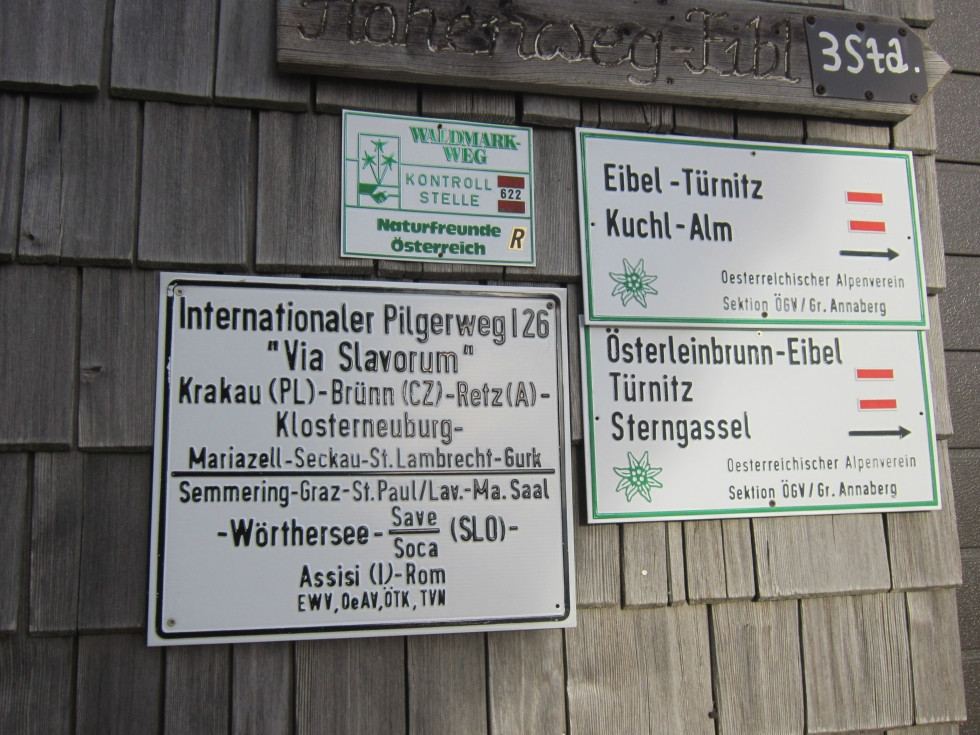 Höhenweg-Eibl
3Std.
WALDMARK-
WEG
KONTROLL
STELLE
622
Naturfreunde
Österreich
R
Eibel-Türnitz
Kuchl-Alm
Oesterreichischer Alpenverein
Sektion ÖGV/Gr. Annaberg
Österleinbrunn-Eibel
Türnitz
Sterngassel
Oesterreichischer Alpenverein
Sektion ÖGV/Gr. Annaberg
Internationaler Pilgerweg I 26
"Via Slavorum"
Krakau (PL)-Brünn (CZ)-Retz(A)-
Klosterneuburg-
Mariazell-Seckau-St.Lambrecht-Gurk
Semmering-Graz-St.Paul/Lav.-Ma.Saal
-Wörthersee-Save/Soca (SLO)-
Assisi (I)-Rom
EWV, OeAV, ÖTK, TVN